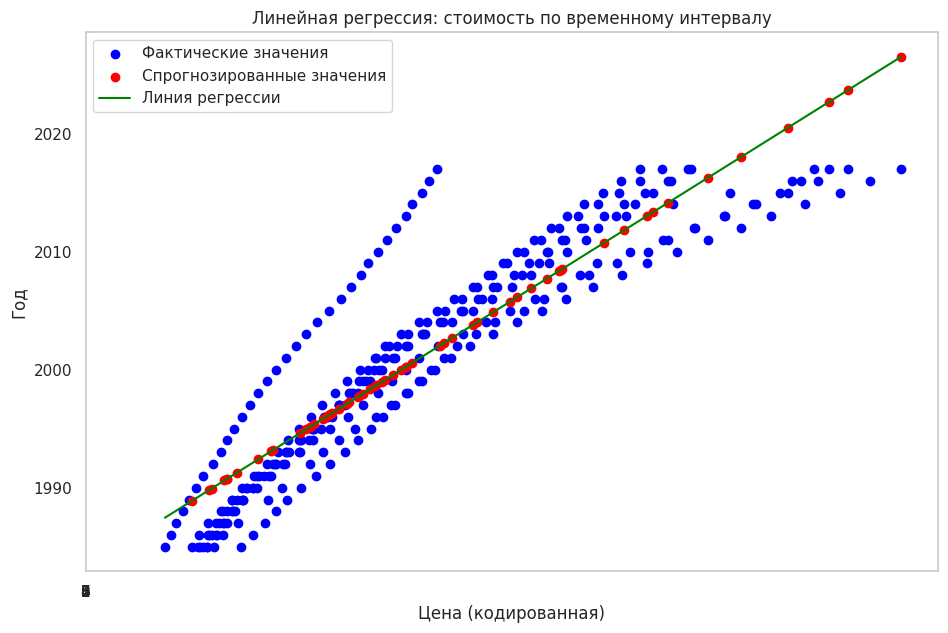 Линейная регрессия: стоимость по временному интервалу
Фактические значения
Спрогнозированные значения
Линия регрессии
2020
2010
2000
1990
Год
Цена (кодированная)